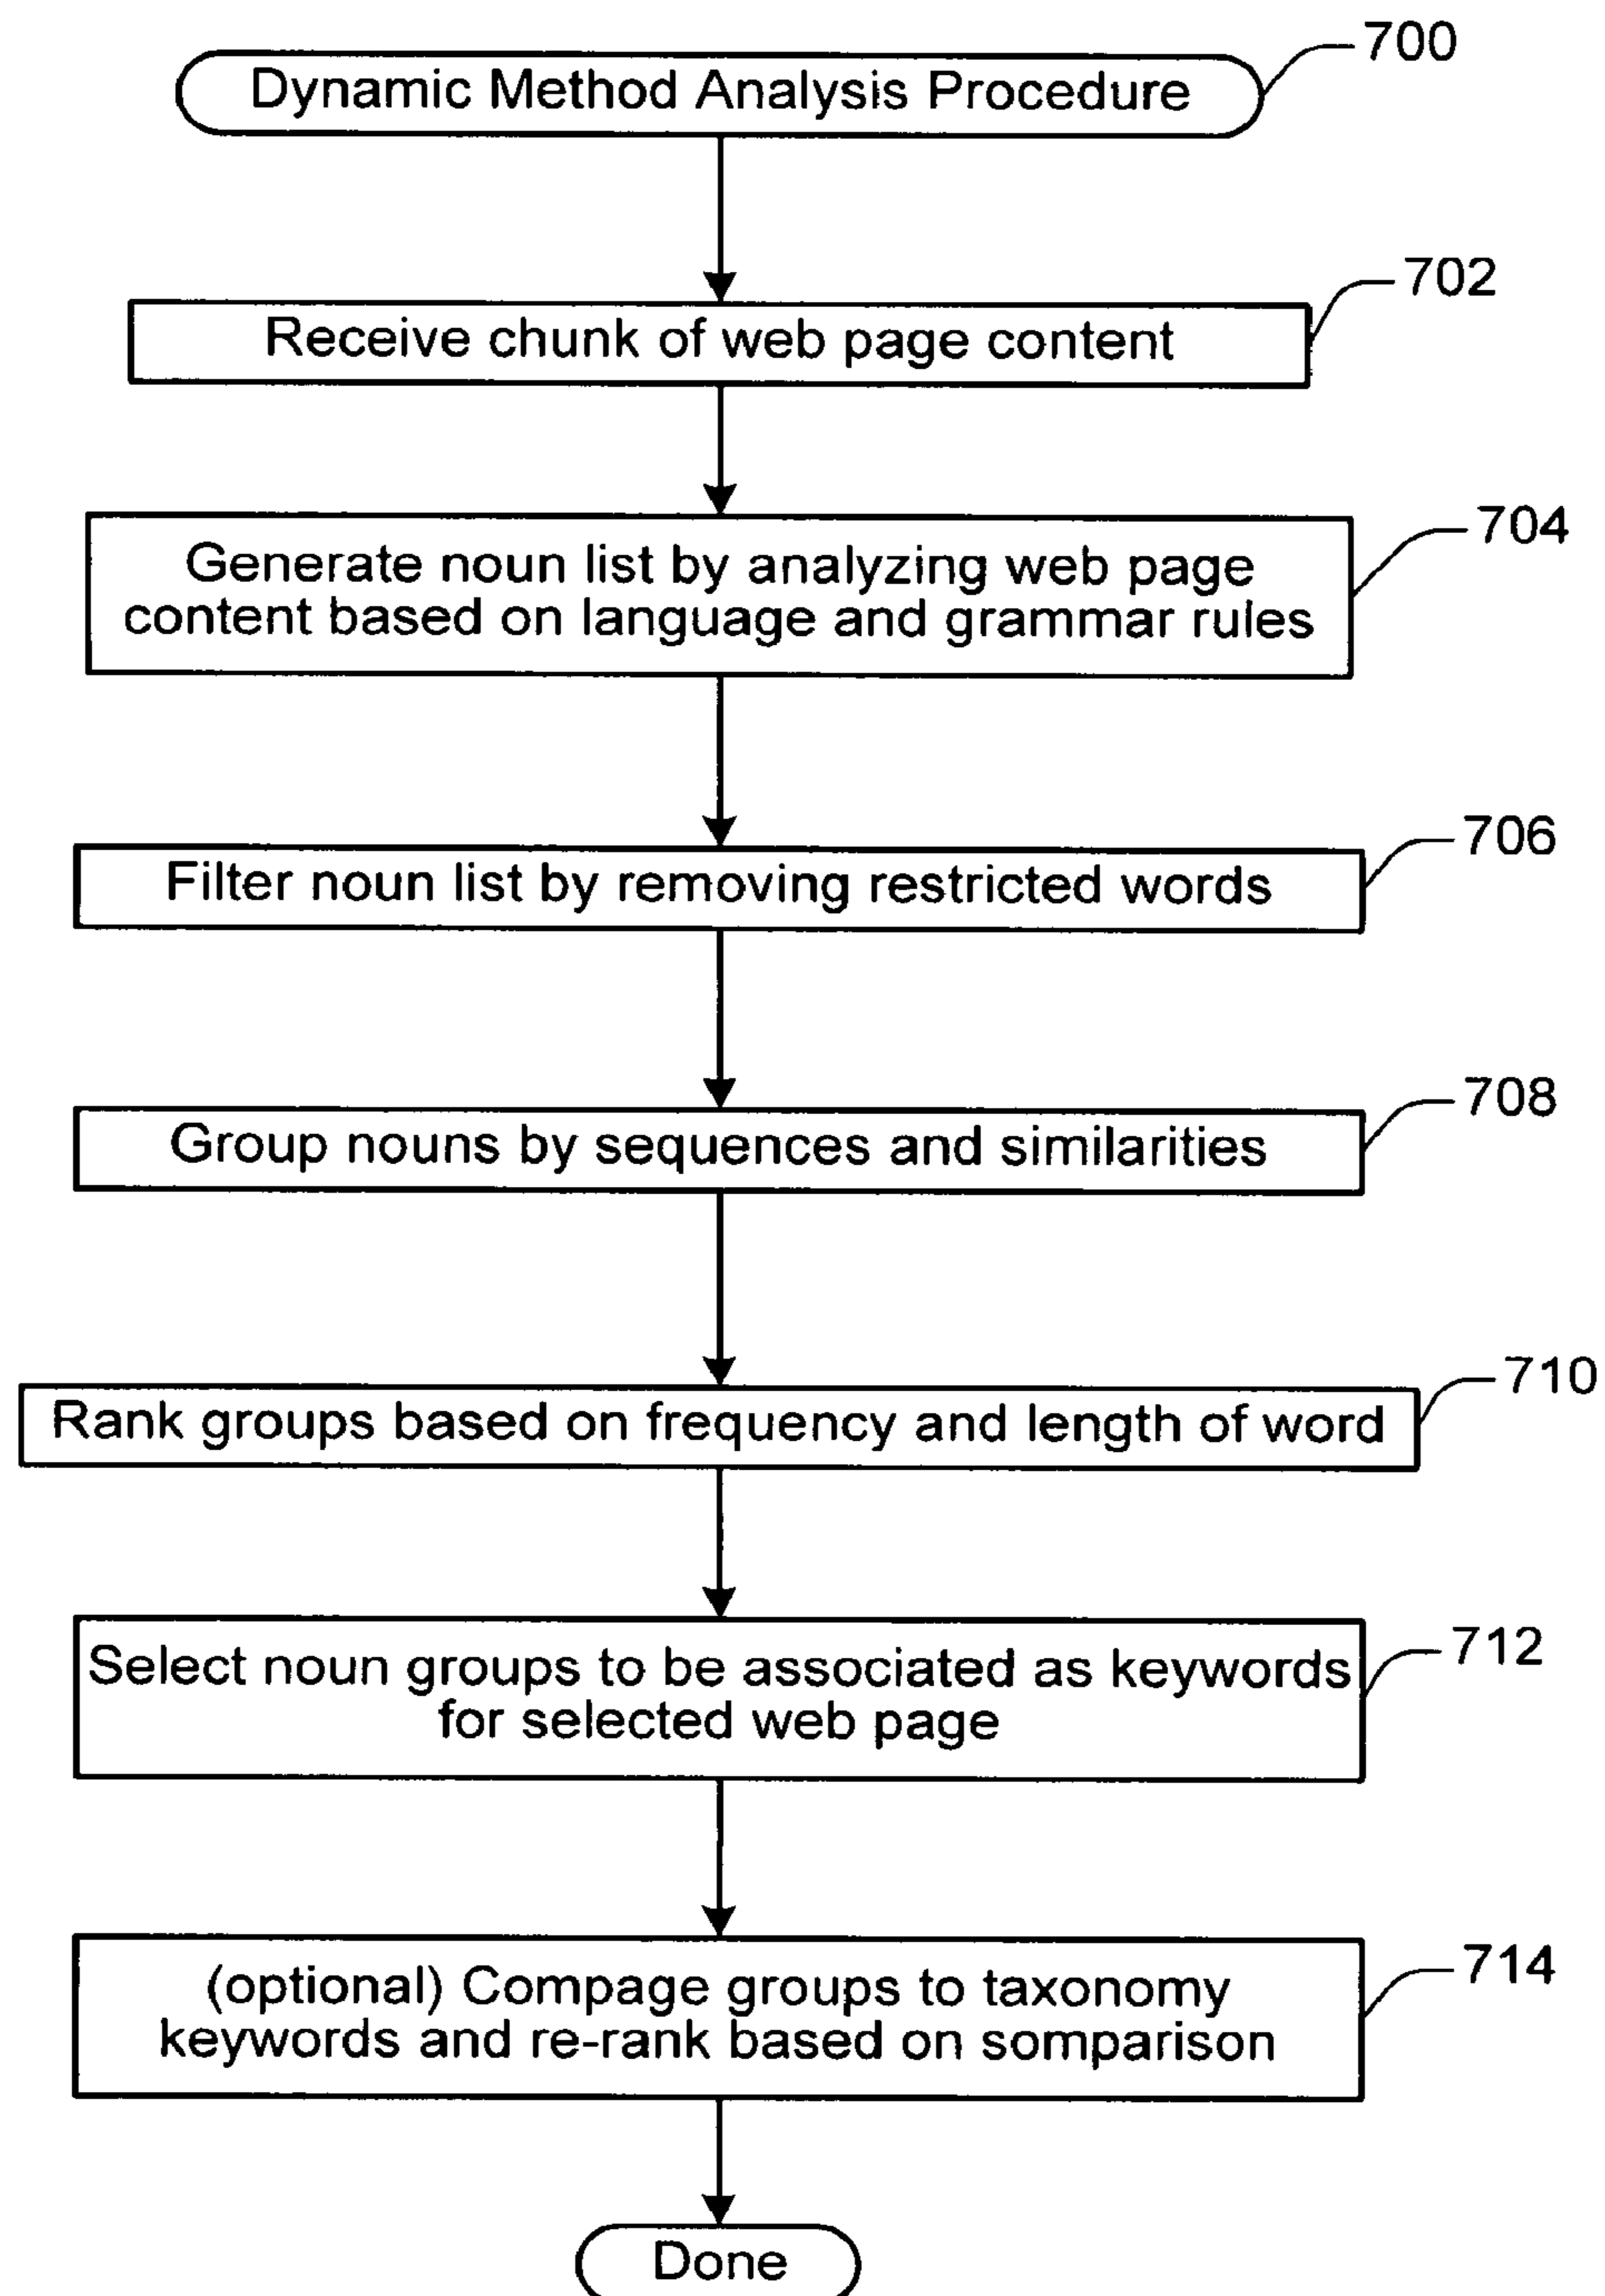 700
Dynamic Method Analysis Procedure
702
Receive chunk of web page content
704
Generate noun list by analyzing web page
content based on language and grammar rules
706
Filter noun list by removing restricted words
708
Group nouns by sequences and similarities
710
Rank groups based on frequency and length of word
712
Select noun groups to be associated as keywords
for selected web page
714
(optional) Compage groups to taxonomy
keywords and re-rank based on somparison
Done